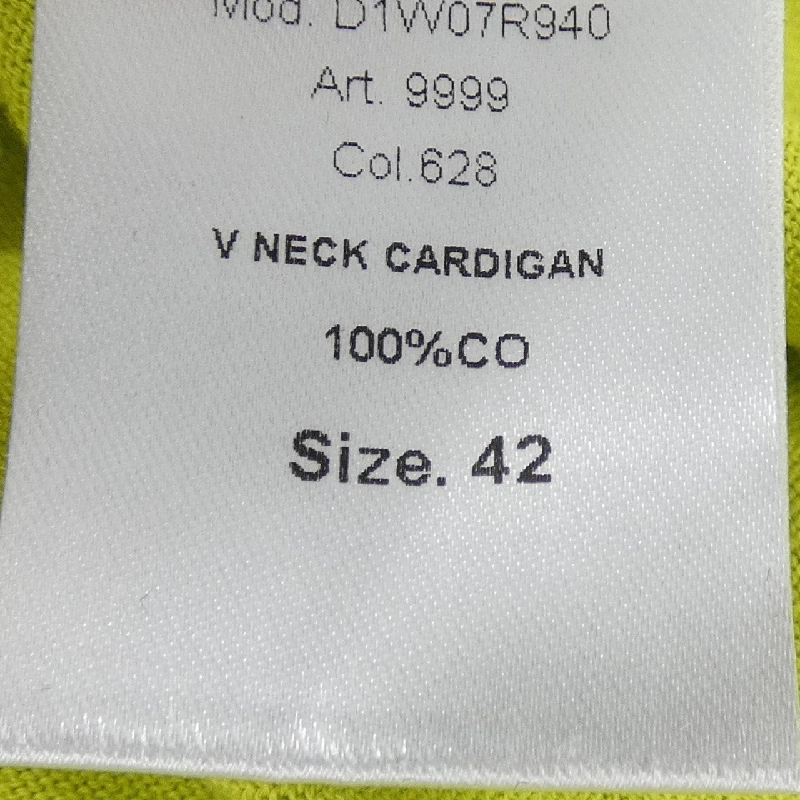 Mod. D1W07R940
Art. 9999
Col.628
V NECK CARDIGAN
100%CO
Size. 42